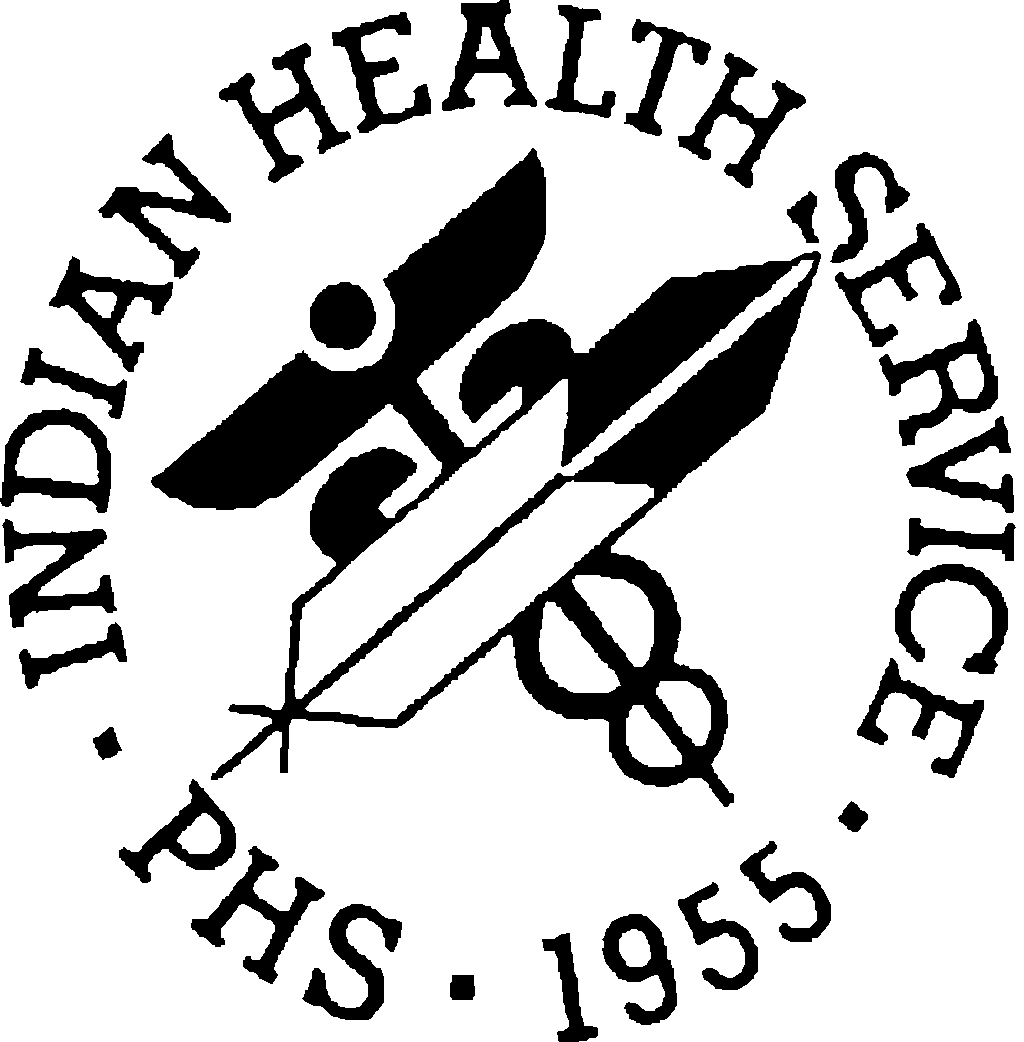 · INDIAN HEALTH SERVICE ·
PHS · 1955